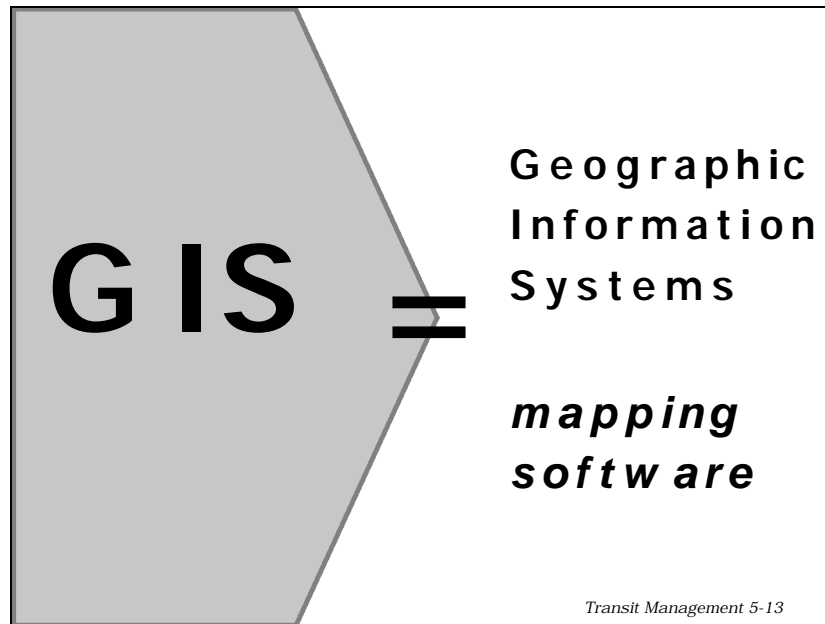 GIS
=
Geographic
Information
Systems
mapping
software
Transit Management 5-13